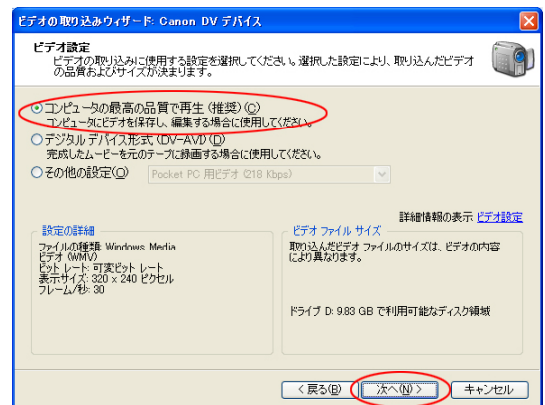 ビデオの取り込みウィザード: Canon DV デバイス
ビデオ設定
ビデオの取り込みに使用する設定を選択してください。選択した設定により、取り込んだビデオ
の品質およびサイズが決まります。
コンピュータの最高の品質で再生 (推奨)(C)
コンピュータにビデオを保存し、編集する場合に使用してください。
デジタル デバイス形式 (DV-AVI)(D)
完成したムービーを元のテープに録画する場合に使用してください。
その他の設定(O) Pocket PC 用ビデオ (218 Kbps)
詳細情報の表示 ビデオ設定
設定の詳細
ファイルの種類: Windows Media
ビデオ (WMV)
ビット レート: 可変ビット レート
表示サイズ: 320 x 240 ピクセル
フレーム/秒: 30
ビデオ ファイル サイズ
取り込んだビデオ ファイルのサイズは、ビデオの内容
により異なります。
ドライブ D: 9.83 GB で利用可能なディスク領域
< 戻る(B) 次へ(N) > キャンセル